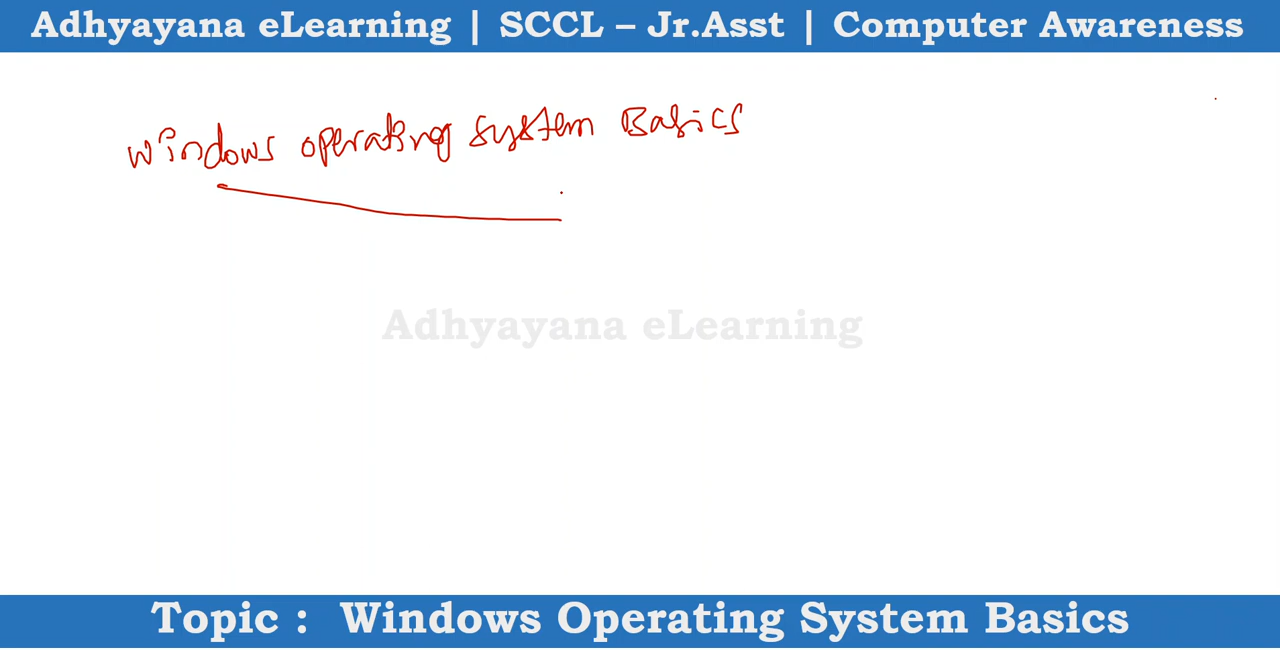 Adhyayana eLearning | SCCL – Jr.Asst | Computer Awareness
Windows operating system Basics
Adhyayana eLearning
Topic : Windows Operating System Basics